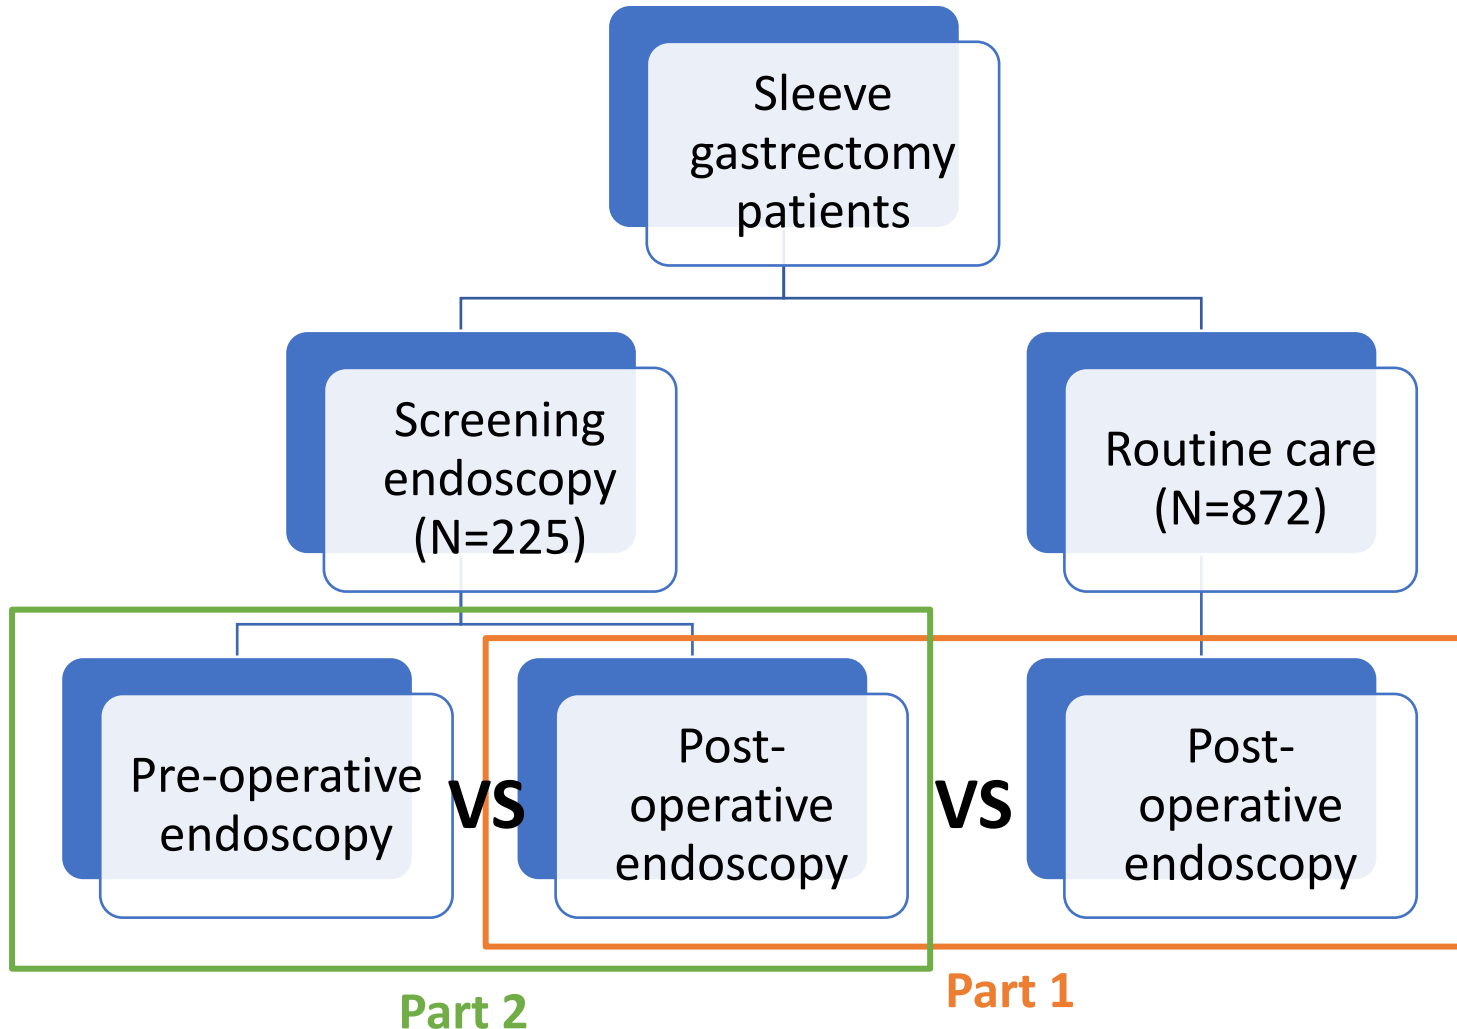 Sleeve
gastrectomy
patients
Screening
endoscopy
(N=225)
Routine care
(N=872)
Pre-operative
endoscopy
VS
Post-
operative
endoscopy
VS
Post-
operative
endoscopy
Part 1
Part 2